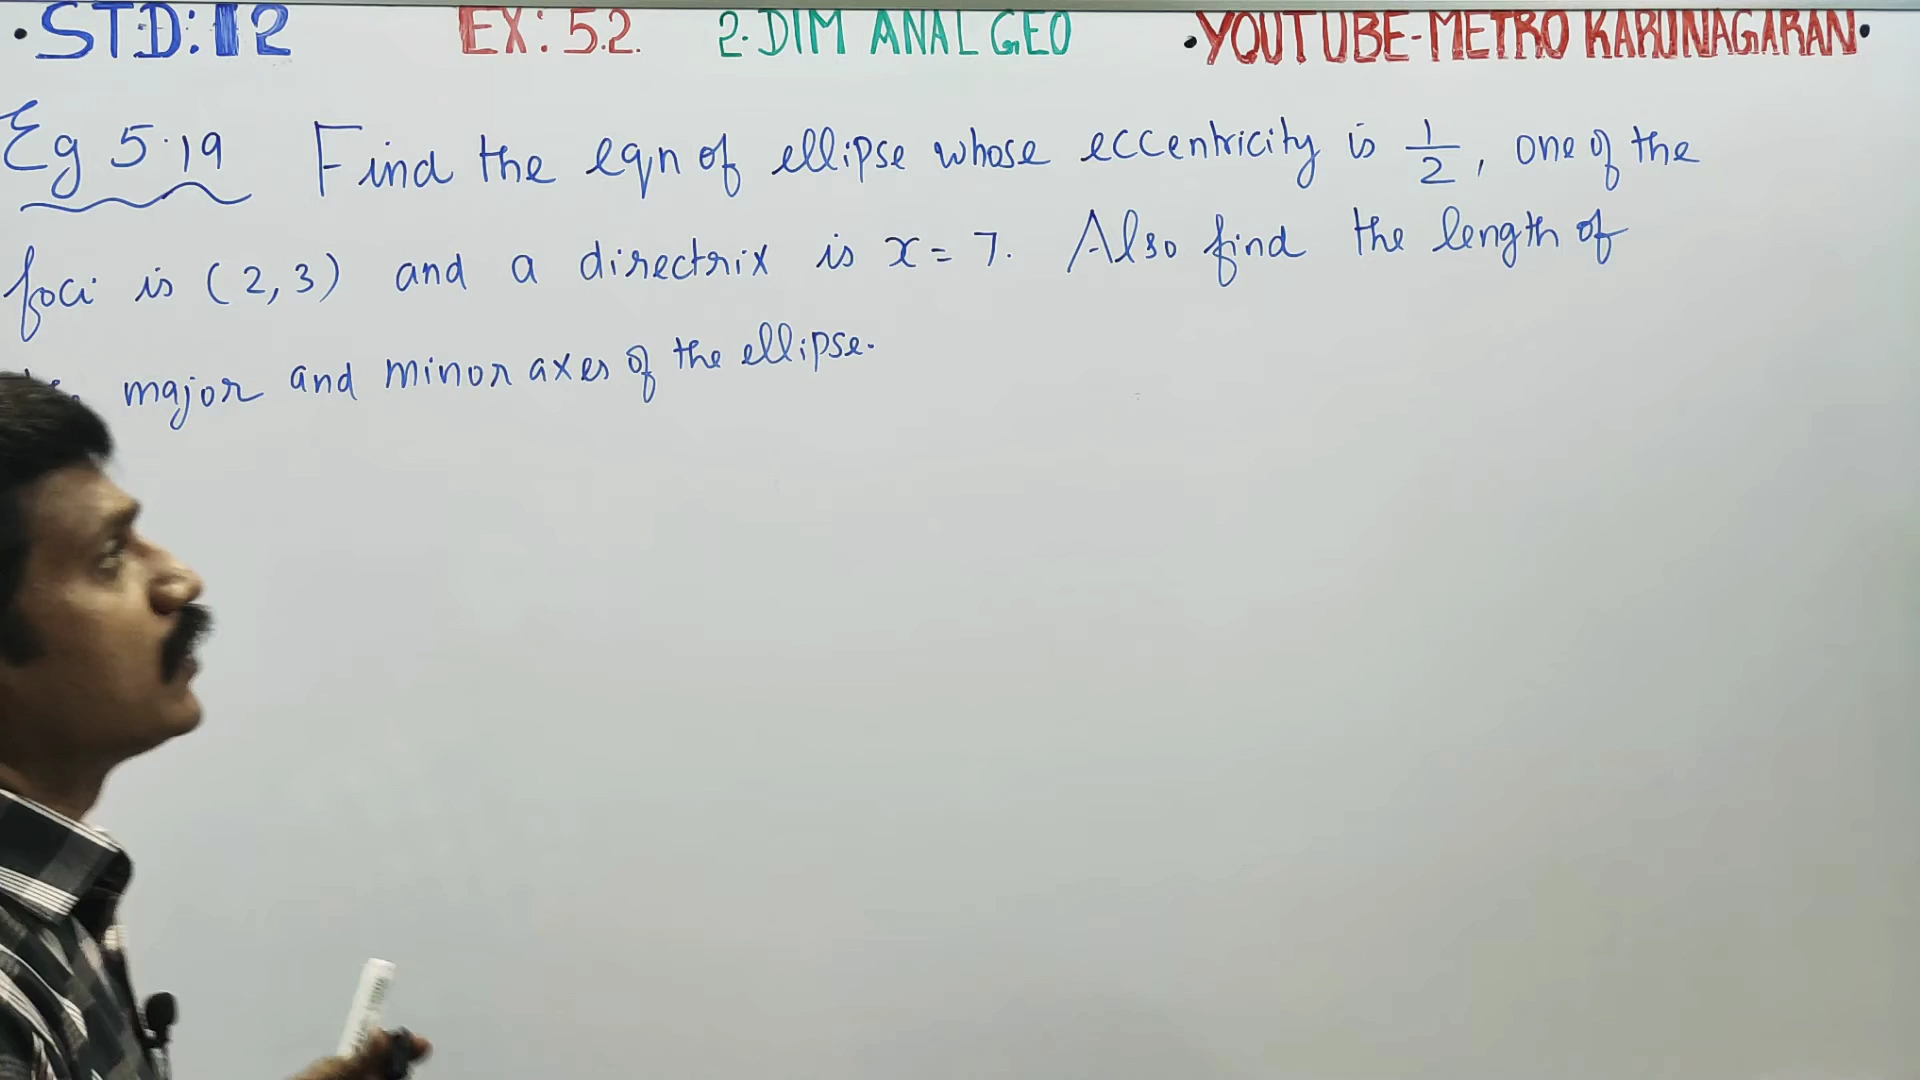 • STD: 12 EX: 5.2. 2. DIM ANAL GEO • YOUTUBE-METRO KARUNAGARAN •
Eg 5.19 Find the eqn of ellipse whose eccentricity is 1/2, one of the
foci is (2,3) and a directrix is x = 7. Also find the length of
major and minor axes of the ellipse.